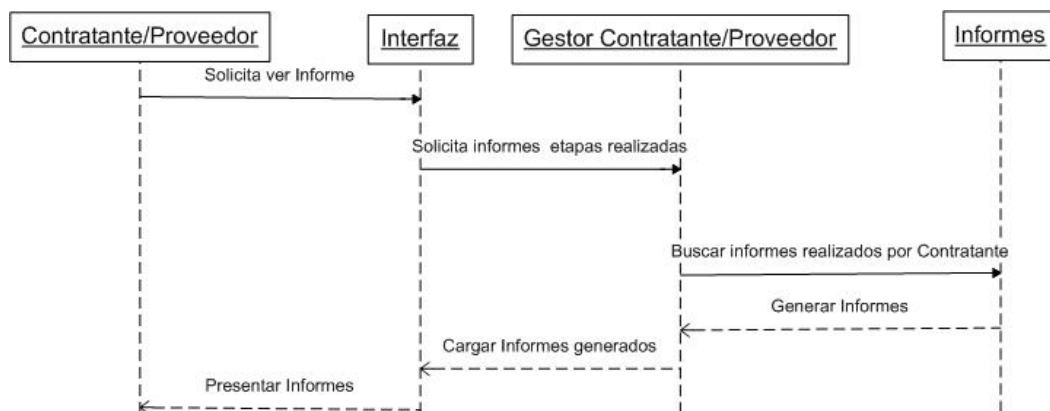 Contratante/Proveedor
Interfaz
Gestor Contratante/Proveedor
Informes
Solicita ver Informe
Solicita informes etapas realizadas
Buscar informes realizados por Contratante
Generar Informes
Cargar Informes generados
Presentar Informes